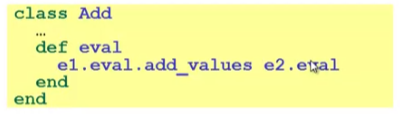 class Add
  …
  def eval
    e1.eval.add_values e2.eval
  end
end